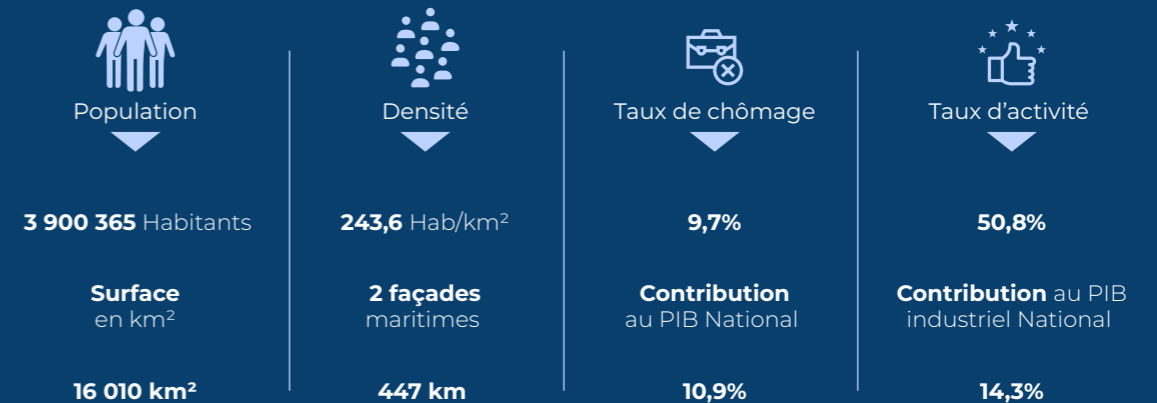 Population
3 900 365 Habitants
Surface
en km²
16 010 km²
Densité
243,6 Hab/km²
2 façades
maritimes
447 km
Taux de chômage
9,7%
Contribution
au PIB National
10,9%
Taux d’activité
50,8%
Contribution au PIB
industriel National
14,3%